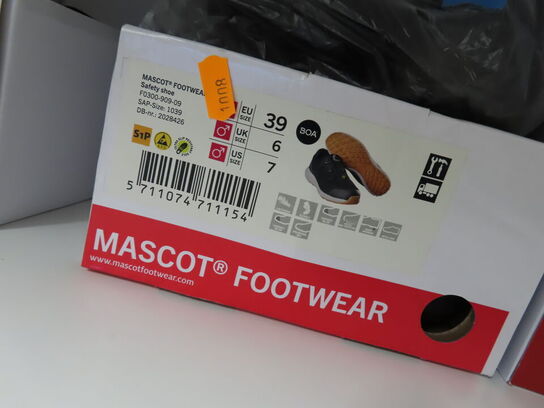 MASCOT® FOOTWEAR
Safety shoe
F0300-909-09
SAP-Size: 1039
DB-nr.: 2028426
1008
EU SIZE 39
UK SIZE 6
US SIZE 7
BOA
S1P
ESD
5 711074 711154
MASCOT® FOOTWEAR
www.mascotfootwear.com